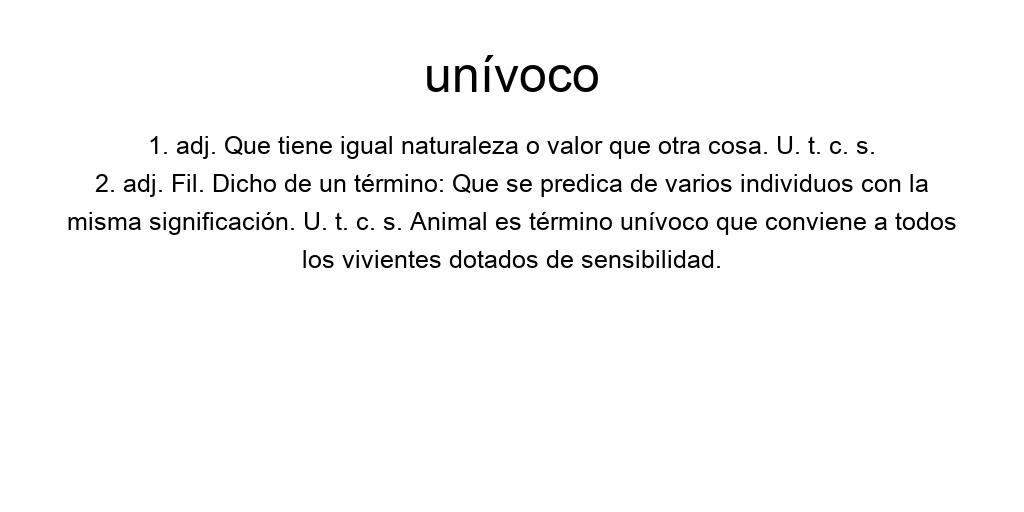 unívoco
1. adj. Que tiene igual naturaleza o valor que otra cosa. U. t. c. s.
2. adj. Fil. Dicho de un término: Que se predica de varios individuos con la
misma significación. U. t. c. s. Animal es término unívoco que conviene a todos
los vivientes dotados de sensibilidad.